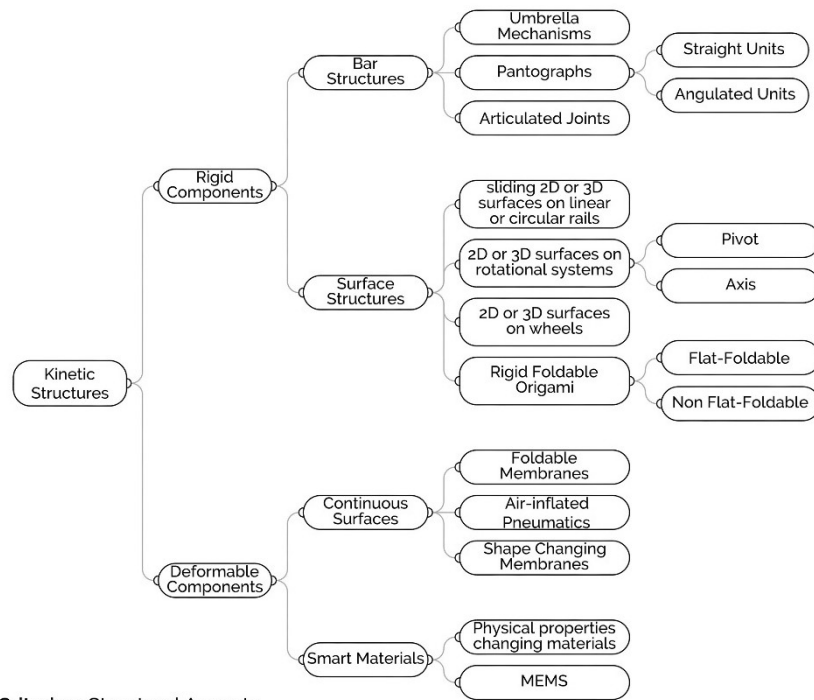 Umbrella
Mechanisms
Bar
Structures
Pantographs
Straight Units
Angulated Units
Articulated Joints
Rigid
Components
sliding 2D or 3D
surfaces on linear
or circular rails
2D or 3D surfaces on
rotational systems
Pivot
Axis
Surface
Structures
2D or 3D surfaces
on wheels
Rigid Foldable
Origami
Flat-Foldable
Non Flat-Foldable
Kinetic
Structures
Foldable
Membranes
Continuous
Surfaces
Air-inflated
Pneumatics
Shape Changing
Membranes
Deformable
Components
Physical properties
changing materials
Smart Materials
MEMS